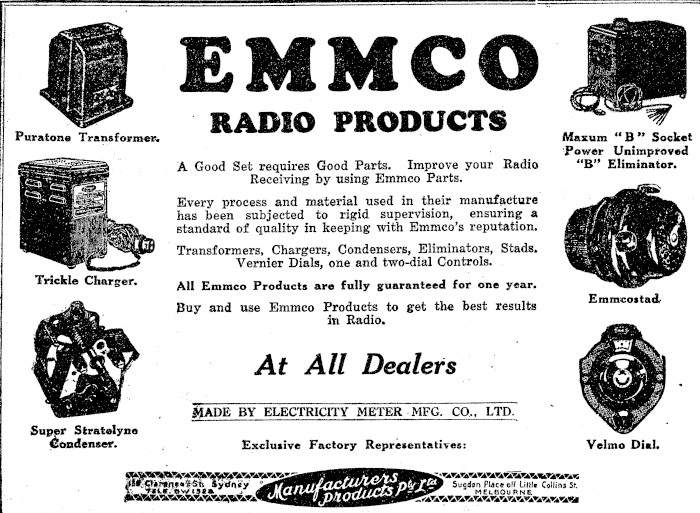 EMMCO
RADIO PRODUCTS
Puratone Transformer.
Trickle Charger.
Super Stratelyne
Condenser.
A Good Set requires Good Parts. Improve your Radio
Receiving by using Emmco Parts.
Every process and material used in their manufacture
has been subjected to rigid supervision, ensuring a
standard of quality in keeping with Emmco's reputation.
Transformers, Chargers, Condensers, Eliminators, Stads.
Vernier Dials, one and two-dial Controls.
All Emmco Products are fully guaranteed for one year.
Buy and use Emmco Products to get the best results
in Radio.
At All Dealers
MADE BY ELECTRICITY METER MFG. CO., LTD.
Exclusive Factory Representatives:
Maxum "B" Socket
Power Unimproved
"B" Eliminator.
Emmcostad
Velmo Dial.
Clarence St. Sydney
TELE. BW1328
Manufacturers
Products Pty Ltd
Sugden Place off Little Collins St.
MELBOURNE